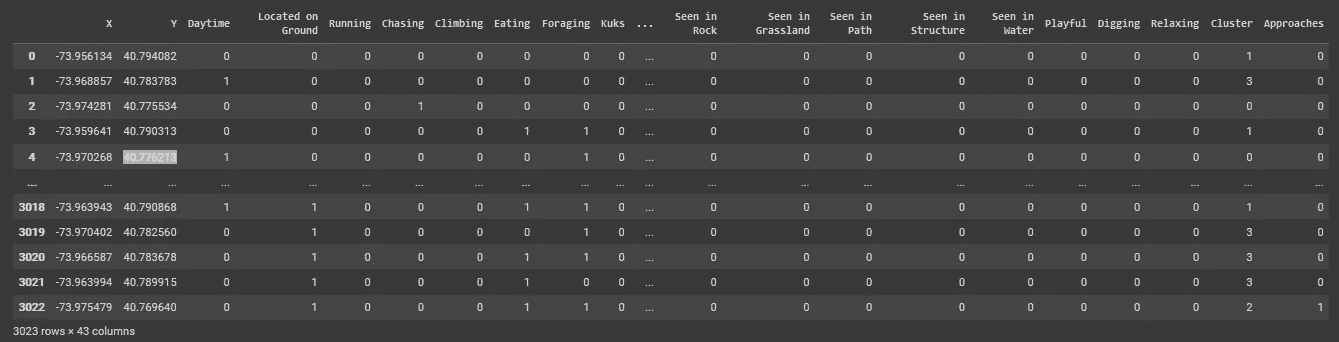 X Y Daytime Located on Ground Running Chasing Climbing Eating Foraging Kuks ... Seen in Rock Seen in Grassland Seen in Path Seen in Structure Seen in Water Playful Digging Relaxing Cluster Approaches
0 -73.956134 40.794082 0 0 0 0 0 0 0 0 ... 0 0 0 0 0 0 0 0 1 0
1 -73.968857 40.783783 1 0 0 0 0 0 0 0 ... 0 0 0 0 0 0 0 0 3 0
2 -73.974281 40.775534 0 0 0 1 0 0 0 0 ... 0 0 0 0 0 0 0 0 0 0
3 -73.959641 40.790313 0 0 0 0 0 1 1 0 ... 0 0 0 0 0 0 0 0 1 0
4 -73.970268 1 0 0 0 0 0 1 0 ... 0 0 0 0 0 0 0 0 0 0
... ... ... ... ... ... ... ... ... ... ... ... ... ... ... ... ... ... ... ... ... ...
3018 -73.963943 40.790868 1 1 0 0 0 1 1 0 ... 0 0 0 0 0 0 0 0 1 0
3019 -73.970402 40.782560 0 1 0 0 0 0 1 0 ... 0 0 0 0 0 0 0 0 3 0
3020 -73.966587 40.783678 0 1 0 0 0 1 1 0 ... 0 0 0 0 0 0 0 0 3 0
3021 -73.963994 40.789915 0 1 0 0 0 1 0 0 ... 0 0 0 0 0 0 0 0 3 0
3022 -73.975479 40.769640 0 1 0 0 0 1 1 0 ... 0 0 0 0 0 0 0 0 2 1
3023 rows × 43 columns